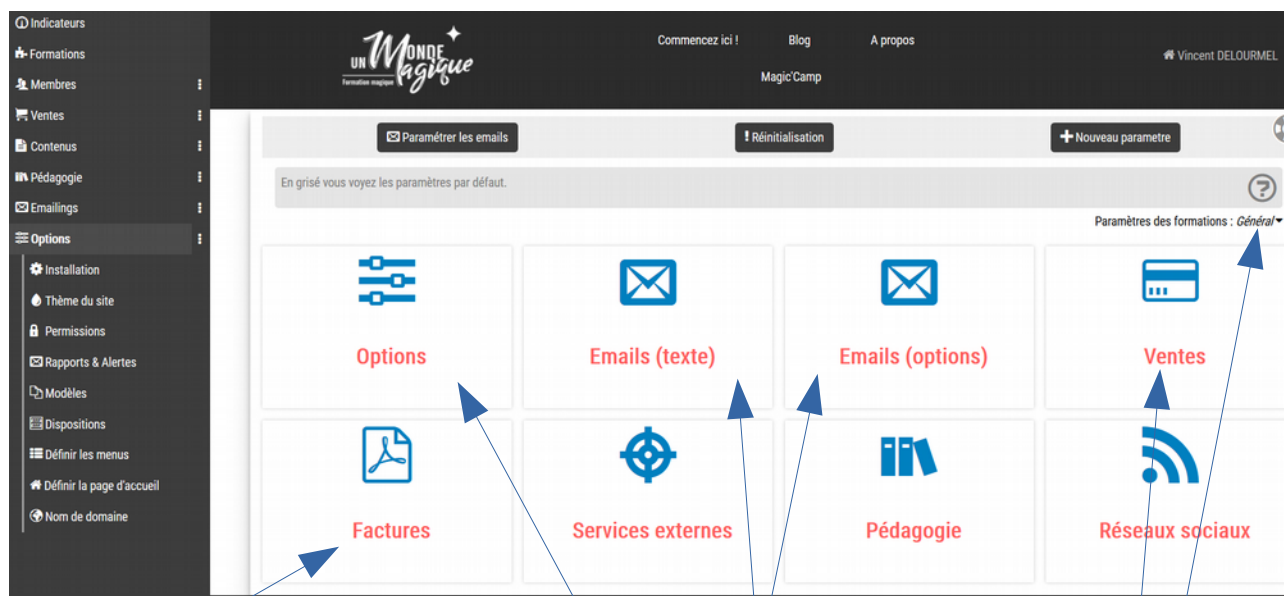 Indicateurs
Formations
Membres
Ventes
Contenus
Pédagogie
Emailings
Options
Installation
Thème du site
Permissions
Rapports & Alertes
Modèles
Dispositions
Définir les menus
Définir la page d'accueil
Nom de domaine
UN MONDE
Magique
Formation magique
Commencez ici !
Blog
A propos
Magic'Camp
Vincent DELOURMEL
Paramétrer les emails
Réinitialisation
Nouveau parametre
En grisé vous voyez les paramètres par défaut.
Paramètres des formations : Général
Options
Emails (texte)
Emails (options)
Ventes
Factures
Services externes
Pédagogie
Réseaux sociaux